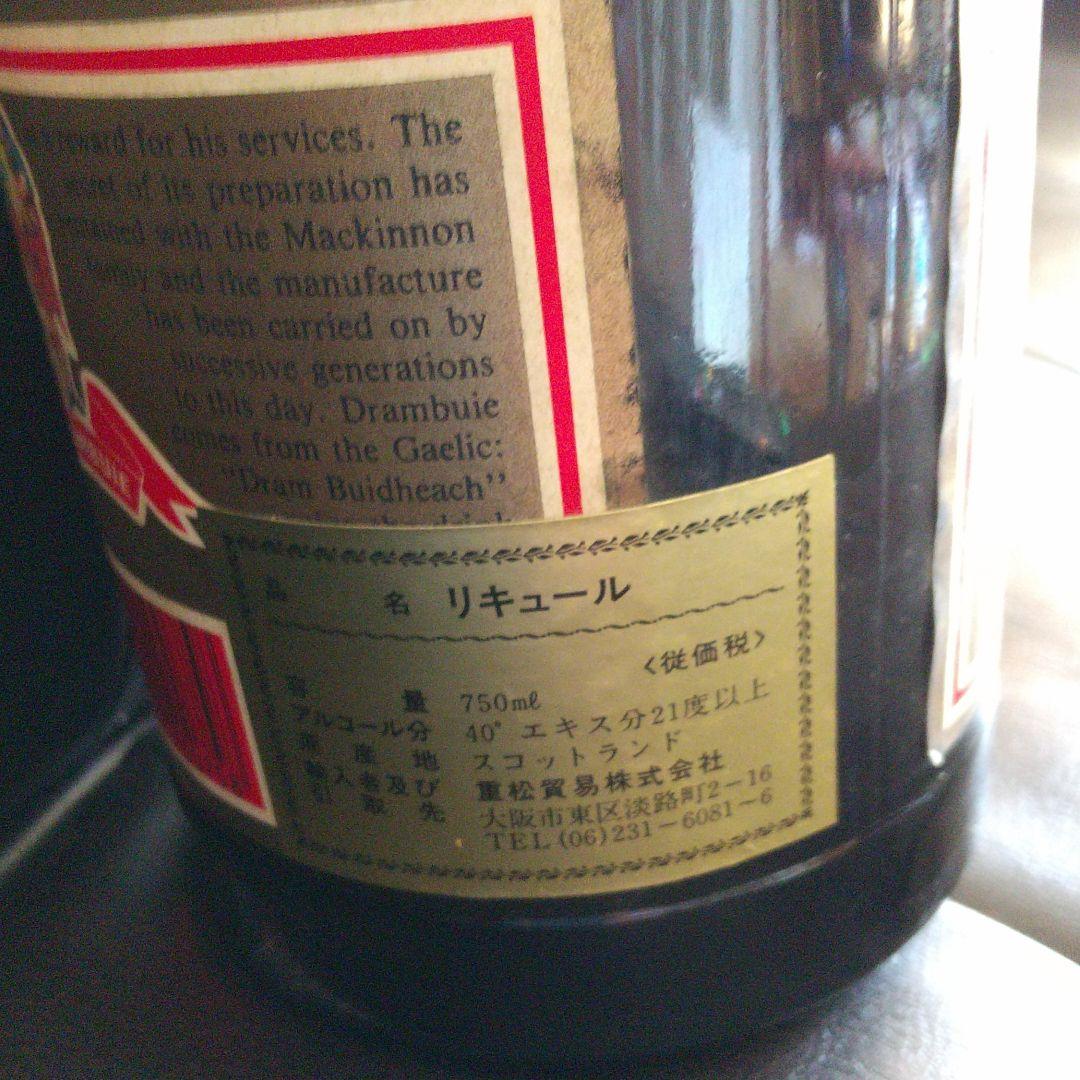 reward for his services. The
secret of its preparation has
remained with the Mackinnon
family and the manufacture
has been carried on by
successive generations
to this day. Drambuie
comes from the Gaelic:
"Dram Buidheach"
品名 リキュール
<従価税>
容量 750mℓ
アルコール分 40° エキス分21度以上
原産地 スコットランド
輸入者及び 重松貿易株式会社
引取先 大阪市東区淡路町2-16
TEL (06)231-6081~6